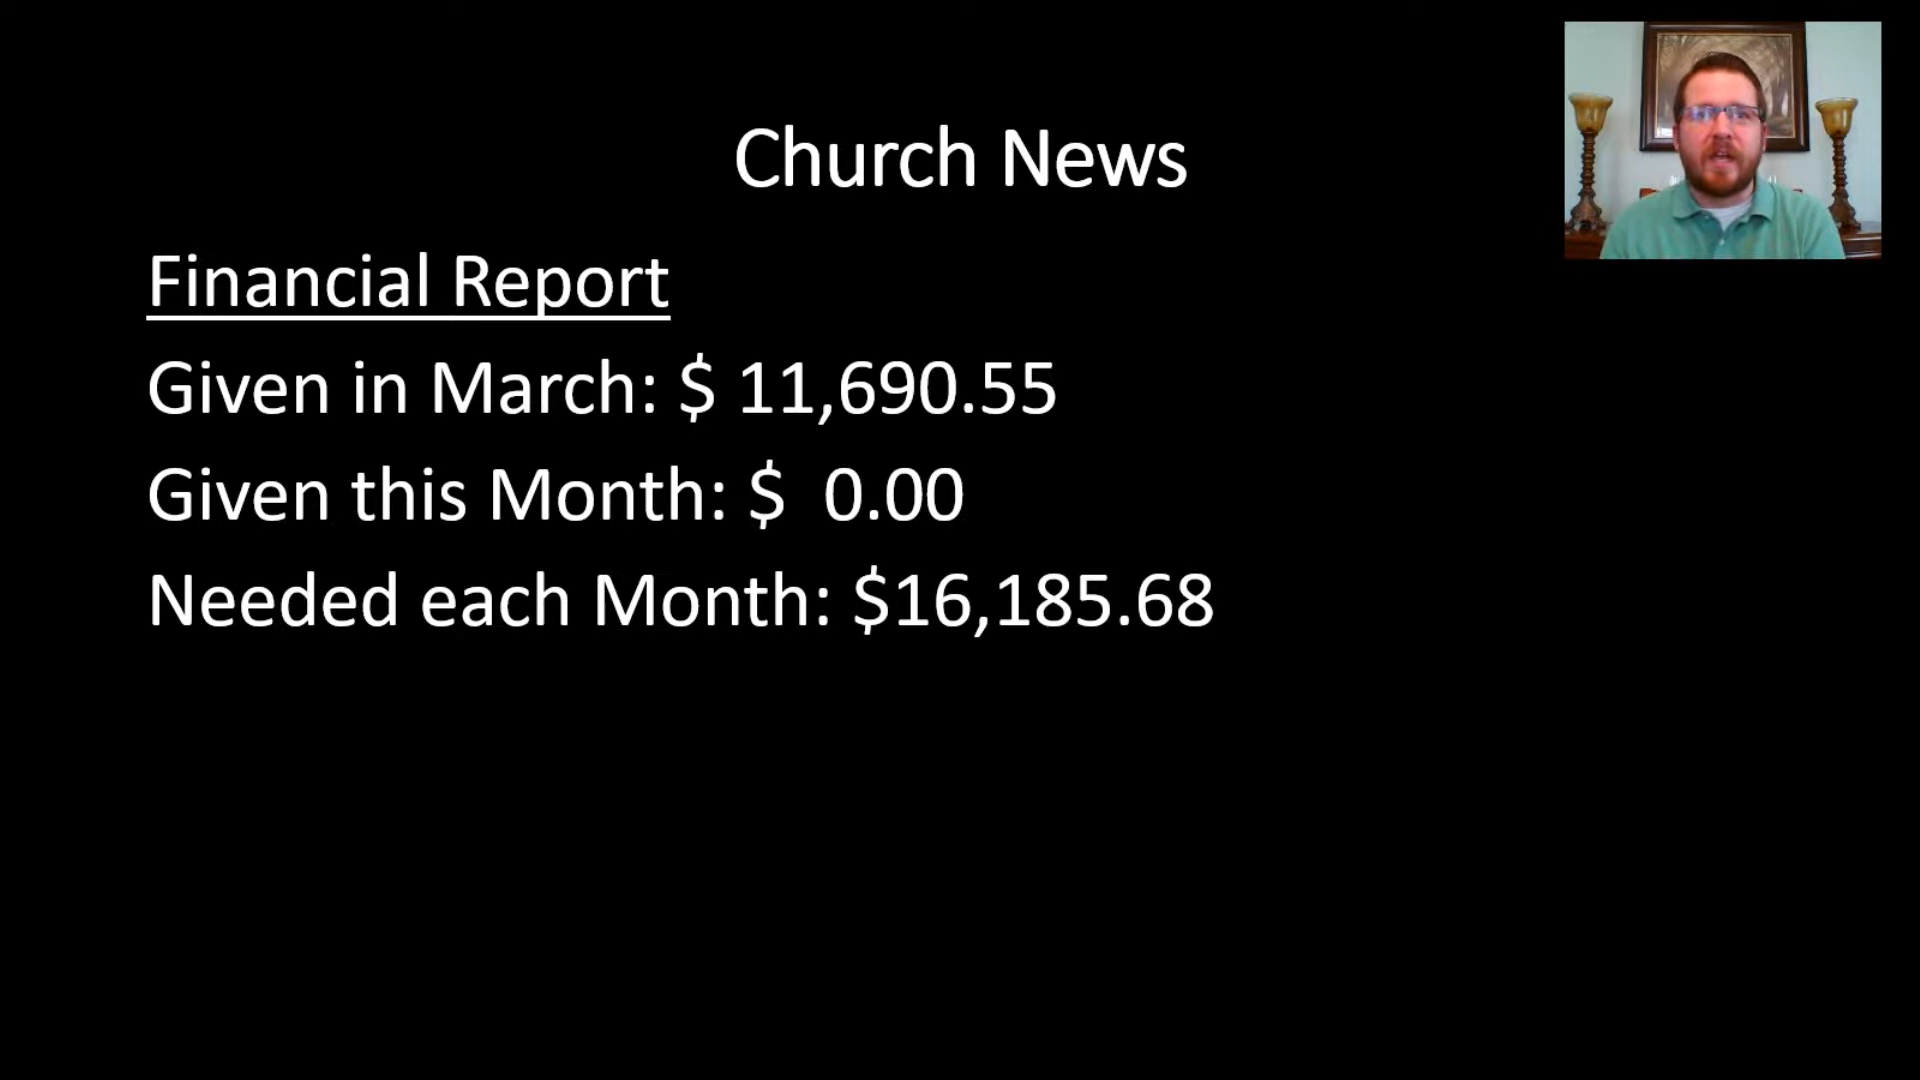 Church News
Financial Report
Given in March: $ 11,690.55
Given this Month: $  0.00
Needed each Month: $16,185.68